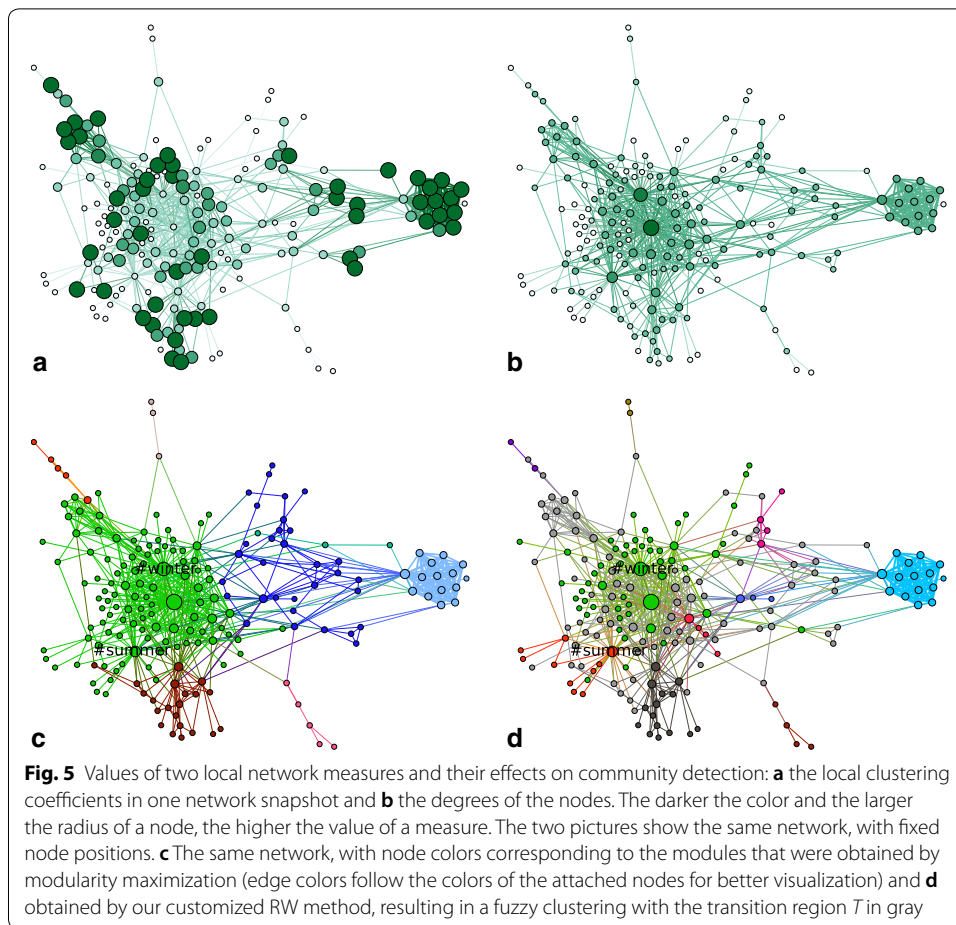 a
b
#winter
#summer
c
#winter
#summer
d
Fig. 5 Values of two local network measures and their effects on community detection: a the local clustering
coefficients in one network snapshot and b the degrees of the nodes. The darker the color and the larger
the radius of a node, the higher the value of a measure. The two pictures show the same network, with fixed
node positions. c The same network, with node colors corresponding to the modules that were obtained by
modularity maximization (edge colors follow the colors of the attached nodes for better visualization) and d
obtained by our customized RW method, resulting in a fuzzy clustering with the transition region T in gray